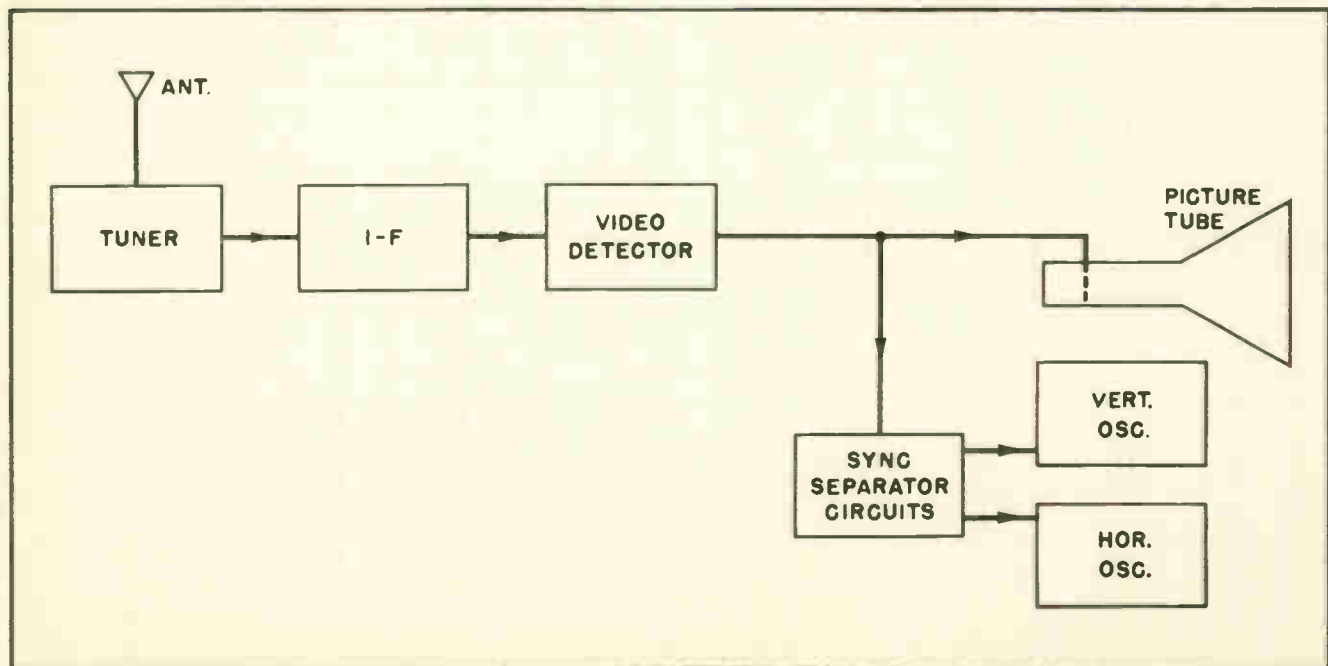 ANT.
TUNER
I-F
VIDEO
DETECTOR
PICTURE
TUBE
SYNC
SEPARATOR
CIRCUITS
VERT.
OSC.
HOR.
OSC.